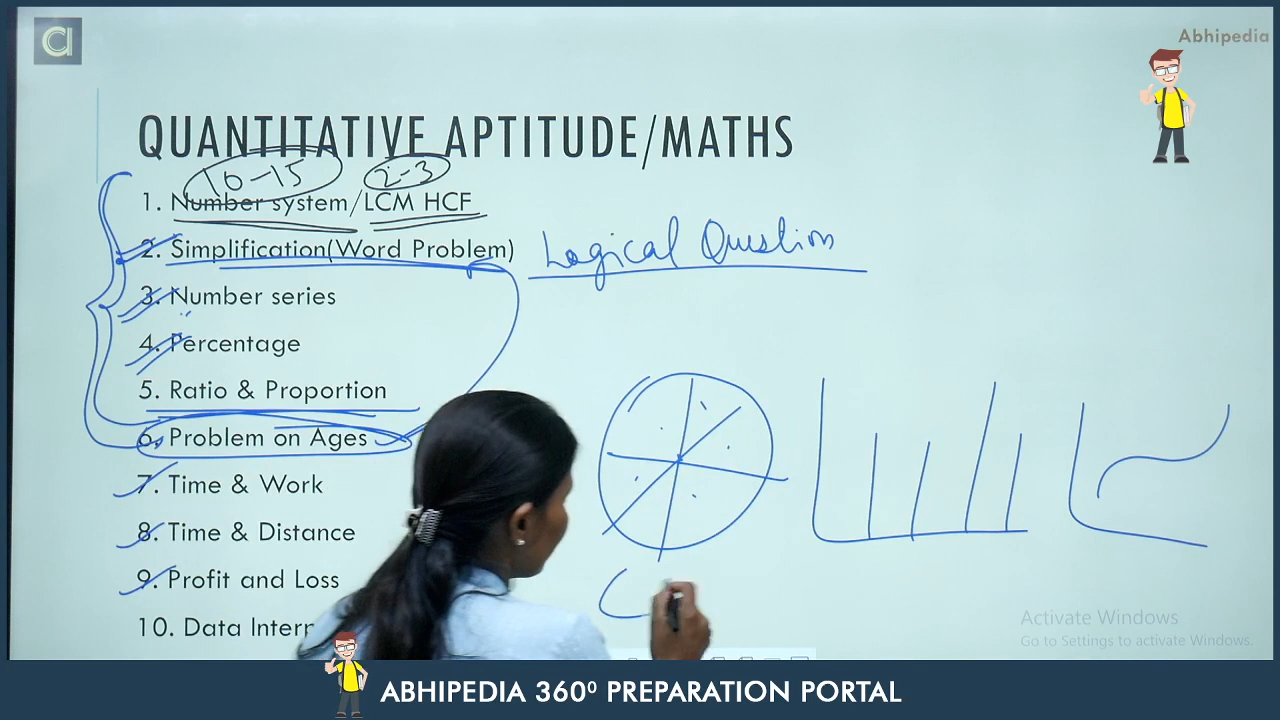 Abhipedia
QUANTITATIVE APTITUDE/MATHS
10-15 2-3
1. Number system/LCM HCF
2. Simplification(Word Problem) Logical Question
3. Number series
4. Percentage
5. Ratio & Proportion
6. Problem on Ages
7. Time & Work
8. Time & Distance
9. Profit and Loss
10. Data
Activate Windows
Go to Settings to activate Windows.
ABHIPEDIA 360⁰ PREPARATION PORTAL